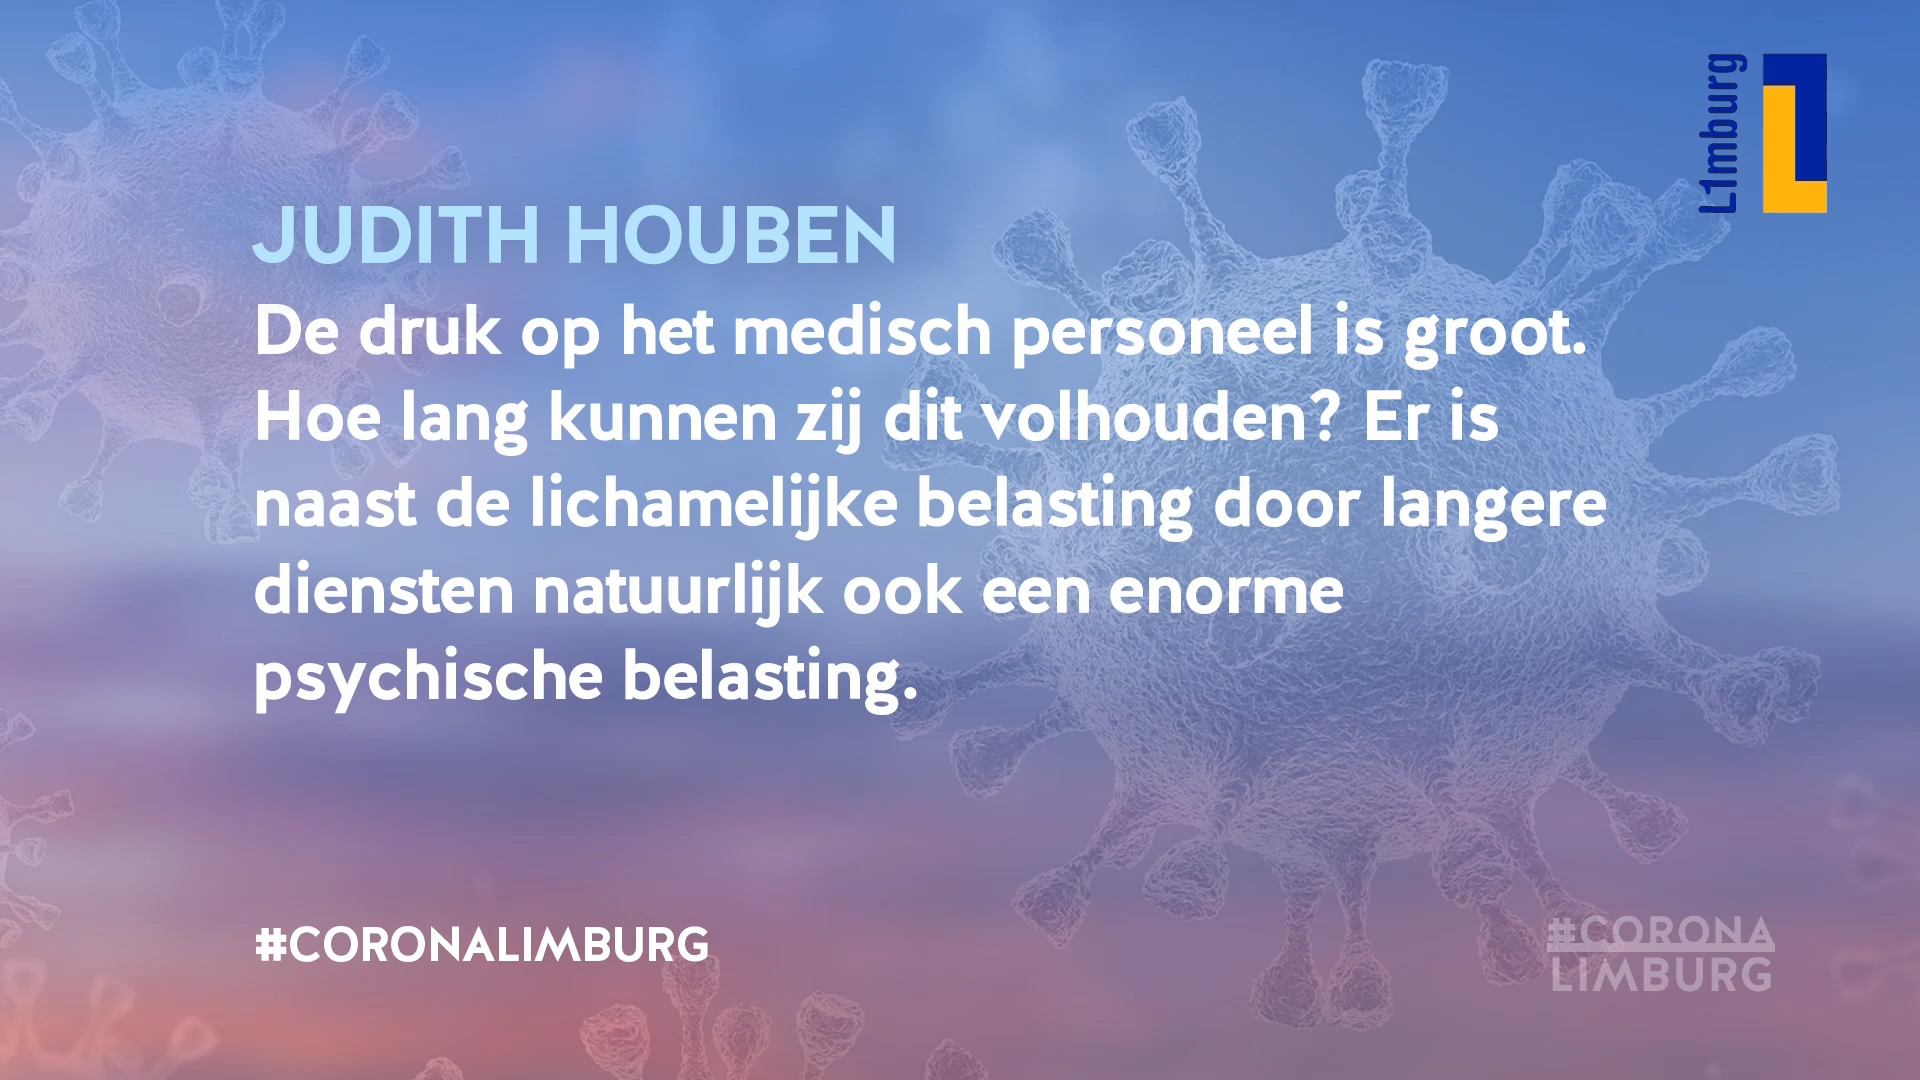 L1mburg
JUDITH HOUBEN
De druk op het medisch personeel is groot.
Hoe lang kunnen zij dit volhouden? Er is
naast de lichamelijke belasting door langere
diensten natuurlijk ook een enorme
psychische belasting.
#CORONALIMBURG
#CORONA
LIMBURG